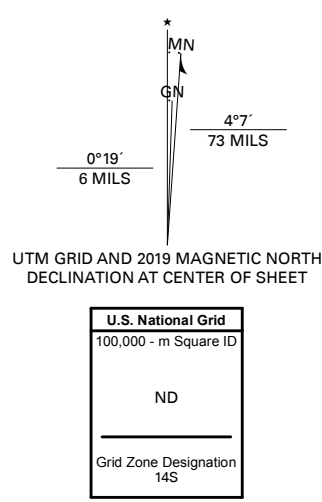 ★
MN
GN
4°7´
73 MILS
0°19´
6 MILS
UTM GRID AND 2019 MAGNETIC NORTH
DECLINATION AT CENTER OF SHEET
U.S. National Grid
100,000 - m Square ID
ND
Grid Zone Designation
14S